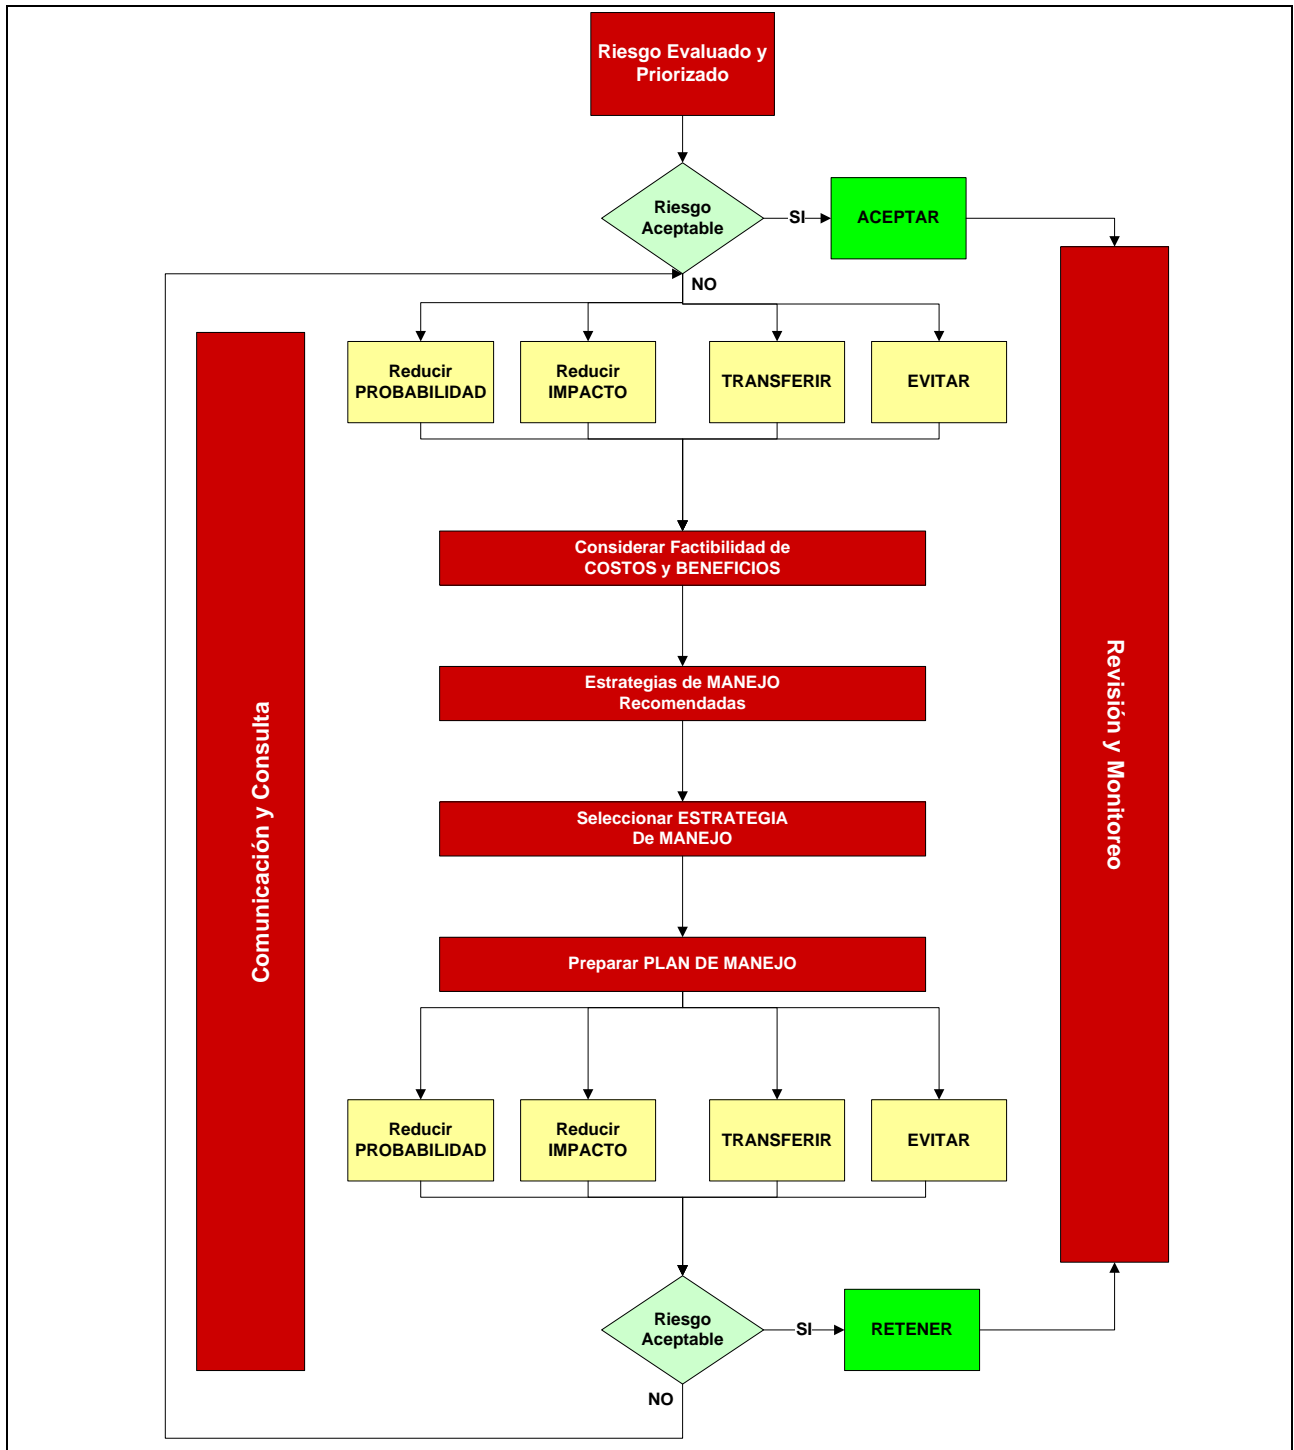 Riesgo Evaluado y
Priorizado
Riesgo
Aceptable
SI
ACEPTAR
NO
Reducir
PROBABILIDAD
Reducir
IMPACTO
TRANSFERIR
EVITAR
Considerar Factibilidad de
COSTOS y BENEFICIOS
Estrategias de MANEJO
Recomendadas
Seleccionar ESTRATEGIA
De MANEJO
Preparar PLAN DE MANEJO
Comunicación y Consulta
Revisión y Monitoreo
Reducir
PROBABILIDAD
Reducir
IMPACTO
TRANSFERIR
EVITAR
Riesgo
Aceptable
SI
RETENER
NO